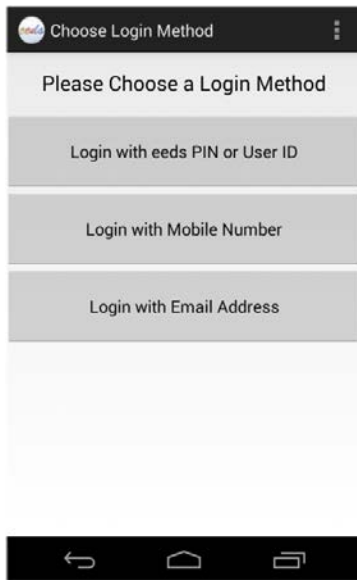 eeds
Choose Login Method
Please Choose a Login Method
Login with eeds PIN or User ID
Login with Mobile Number
Login with Email Address